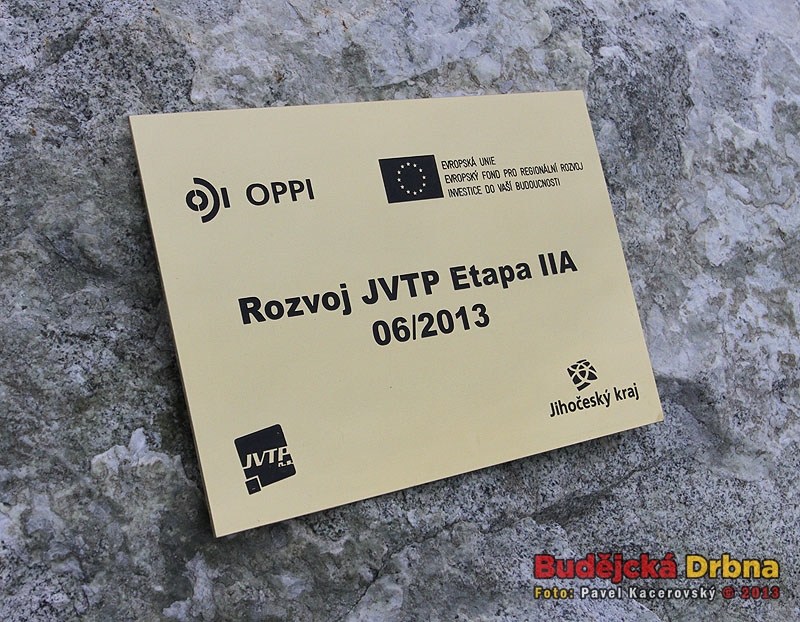 OPPI
EVROPSKÁ UNIE
EVROPSKÝ FOND PRO REGIONÁLNÍ ROZVOJ
INVESTICE DO VAŠÍ BUDOUCNOSTI
Rozvoj JVTP Etapa IIA
06/2013
Jihočeský kraj
JVTP
a.s.
Budějcká Drbna
Foto: Pavel Kacerovský © 2013